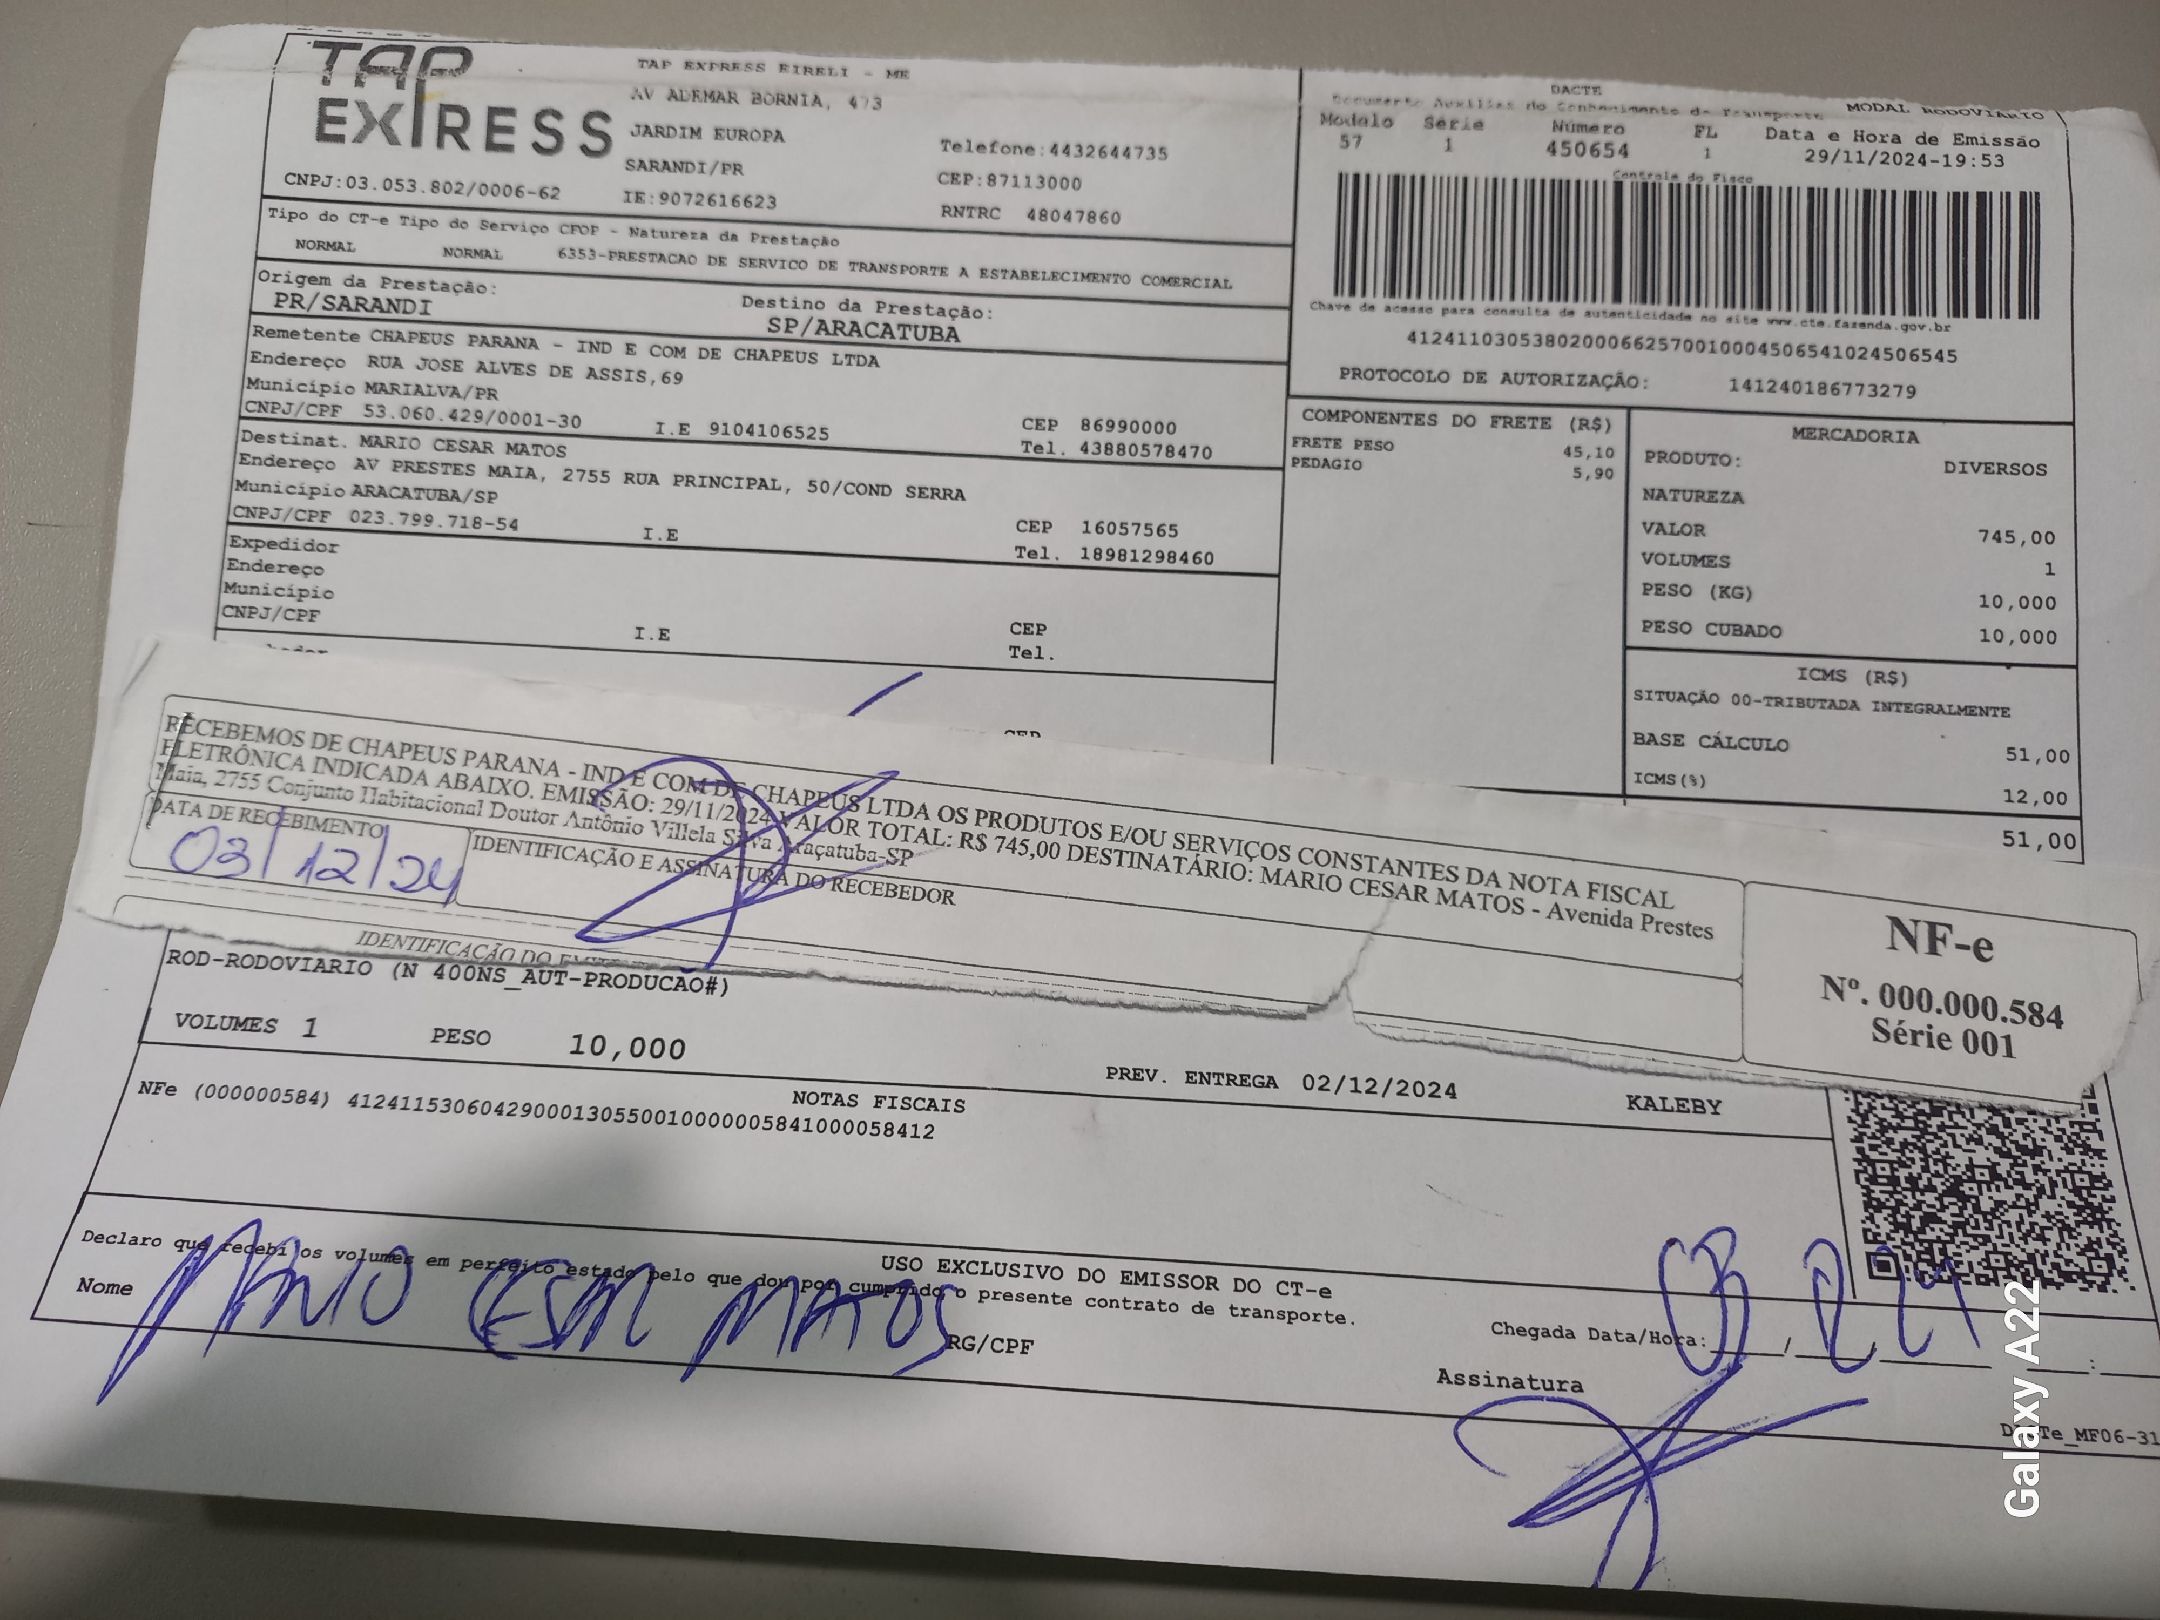 TAP
EXPRESS
TAP EXPRESS EIRELI - ME
AV ADEMAR BORNIA, 473
JARDIM EUROPA
SARANDI/PR
IE:9072616623
Telefone:4432644735
CEP:87113000
RNTRC 48047860
CNPJ:03.053.802/0006-62
DACTE
Documento Auxiliar do Conhecimento de Transporte
MODAL RODOVIARIO
Modelo Serie Número FL Data e Hora de Emissão
57 1 450654 1 29/11/2024-19:53
Controle do Fisco
Chave de acesso para consulta de autenticidade no site www.cte.fazenda.gov.br
41241103053802000662570010004506541024506545
PROTOCOLO DE AUTORIZAÇÃO: 141240186773279
Tipo do CT-e Tipo do Serviço CFOP - Natureza da Prestação
NORMAL NORMAL 6353-PRESTACAO DE SERVICO DE TRANSPORTE A ESTABELECIMENTO COMERCIAL
Origem da Prestação: Destino da Prestação:
PR/SARANDI SP/ARACATUBA
Remetente CHAPEUS PARANA - IND E COM DE CHAPEUS LTDA
Endereço RUA JOSE ALVES DE ASSIS,69
Município MARIALVA/PR CEP 86990000
CNPJ/CPF 53.060.429/0001-30 I.E 9104106525 Tel. 43880578470
Destinat. MARIO CESAR MATOS
Endereço AV PRESTES MAIA, 2755 RUA PRINCIPAL, 50/COND SERRA
Município ARACATUBA/SP CEP 16057565
CNPJ/CPF 023.799.718-54 I.E Tel. 18981298460
Expedidor
Endereço
Município CEP
CNPJ/CPF I.E Tel.
COMPONENTES DO FRETE (R$)
FRETE PESO 45,10
PEDAGIO 5,90
MERCADORIA
PRODUTO: DIVERSOS
NATUREZA
VALOR 745,00
VOLUMES 1
PESO (KG) 10,000
PESO CUBADO 10,000
ICMS (R$)
SITUAÇÃO 00-TRIBUTADA INTEGRALMENTE
BASE CÁLCULO 51,00
ICMS(%) 12,00
51,00
RECEBEMOS DE CHAPEUS PARANA - IND E COM DE CHAPEUS LTDA OS PRODUTOS E/OU SERVIÇOS CONSTANTES DA NOTA FISCAL
ELETRÔNICA INDICADA ABAIXO. EMISSÃO: 29/11/2024 VALOR TOTAL: R$ 745,00 DESTINATÁRIO: MARIO CESAR MATOS - Avenida Prestes
Maia, 2755 Conjunto Habitacional Doutor Antônio Villela Silva Araçatuba-SP
DATA DE RECEBIMENTO
03/12/24
IDENTIFICAÇÃO E ASSINATURA DO RECEBEDOR
NF-e
Nº. 000.000.584
Série 001
IDENTIFICAÇÃO DO
ROD-RODOVIARIO (N 400NS_AUT-PRODUCAO#)
VOLUMES 1 PESO 10,000 PREV. ENTREGA 02/12/2024 KALEBY
NOTAS FISCAIS
NFe (000000584) 41241153060429000130550010000005841000058412
USO EXCLUSIVO DO EMISSOR DO CT-e
Declaro que recebi os volumes em perfeito estado pelo que dou por cumprido o presente contrato de transporte.
Nome MARIO CESAR MATOS RG/CPF
Chegada Data/Hora:
Assinatura
Galaxy A22